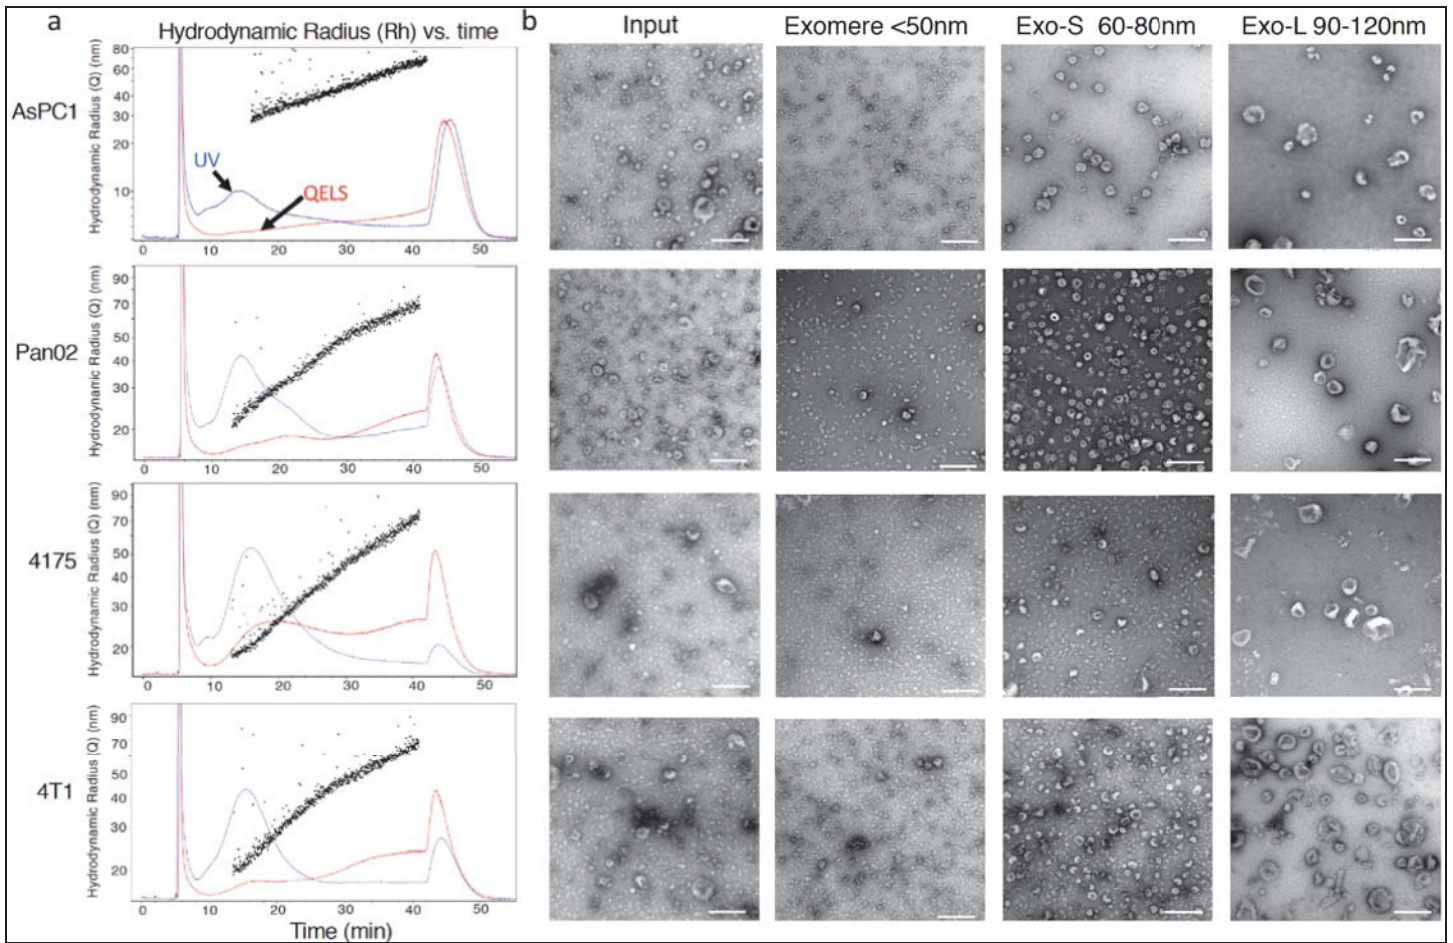 a
Hydrodynamic Radius (Rh) vs. time
b
Input
Exomere <50nm
Exo-S 60-80nm
Exo-L 90-120nm
AsPC1
Hydrodynamic Radius (Q) (nm)
80
60
40
30
20
10
UV
QELS
10
20
30
40
50
Pan02
Hydrodynamic Radius (Q) (nm)
90
70
50
40
30
20
0
10
20
30
40
50
4175
Hydrodynamic Radius (Q) (nm)
90
70
50
40
30
20
0
10
20
30
40
50
4T1
Hydrodynamic Radius (Q) (nm)
90
70
50
40
30
20
0
10
20
30
40
50
Time (min)